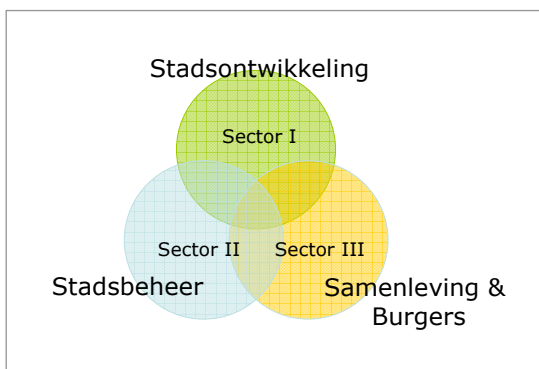 Stadsontwikkeling
Sector I
Sector II
Sector III
Stadsbeheer
Samenleving &
Burgers